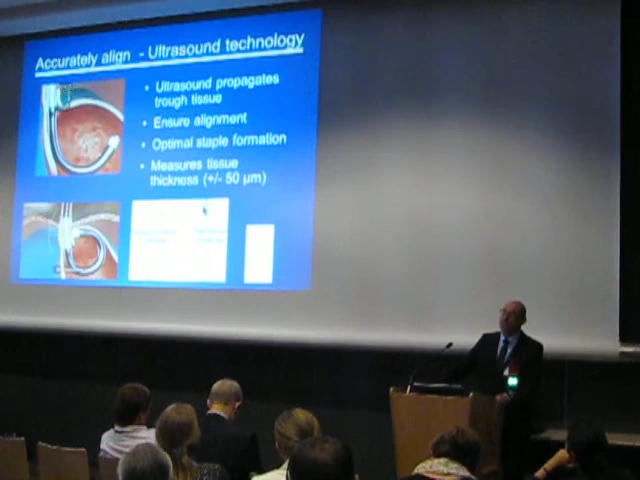 Accurately align - Ultrasound technology
• Ultrasound propagates
trough tissue
• Ensure alignment
• Optimal staple formation
• Measures tissue
thickness (+/- 50 µm)